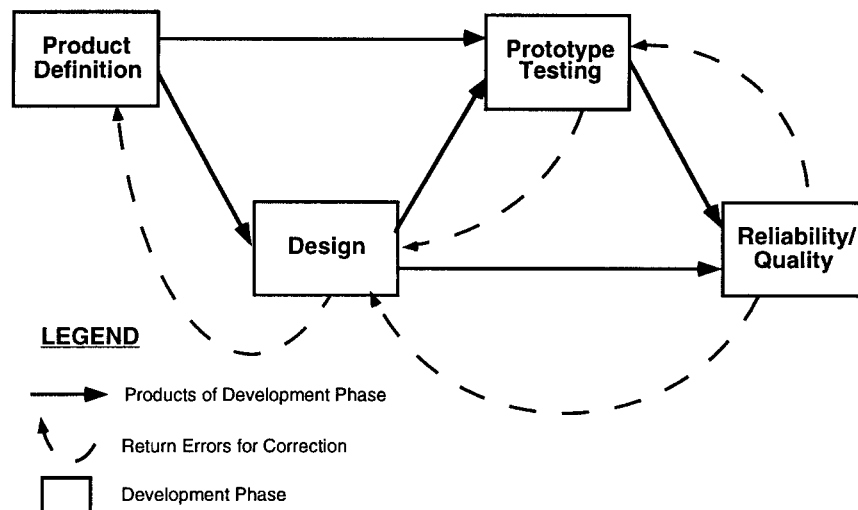 Product
Definition
Prototype
Testing
Design
Reliability/
Quality
LEGEND
Products of Development Phase
Return Errors for Correction
Development Phase